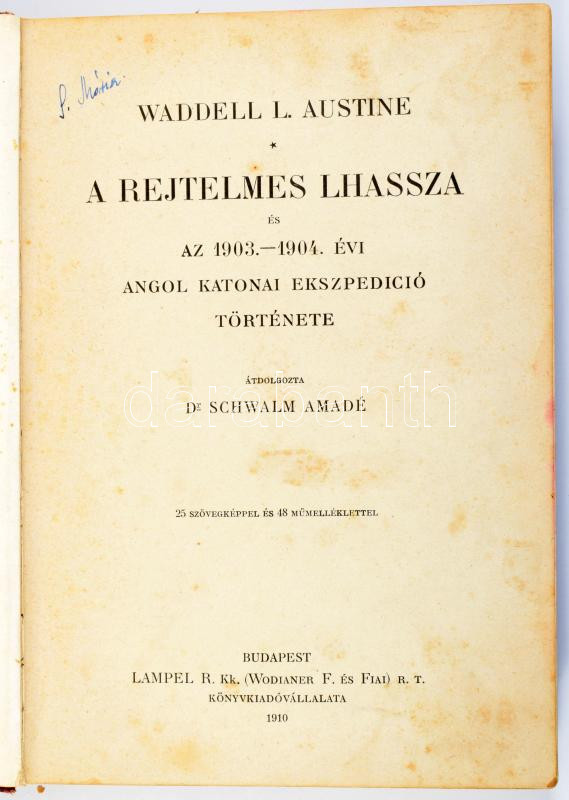 WADDELL L. AUSTINE
*
A REJTELMES LHASSZA
ÉS
AZ 1903.—1904. ÉVI
ANGOL KATONAI EKSZPEDICIÓ
TÖRTÉNETE
ÁTDOLGOZTA
Dr SCHWALM AMADÉ
darabanth
25 SZÖVEGKÉPPEL ÉS 48 MŰMELLÉKLETTEL
BUDAPEST
LAMPEL R. KK. (WODIANER F. ÉS FIAI) R. T.
KÖNYVKIADÓVÁLLALATA
1910